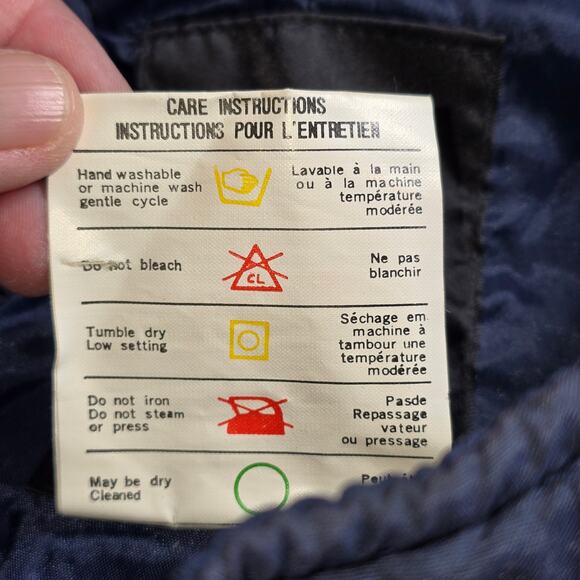 CARE INSTRUCTIONS
INSTRUCTIONS POUR L'ENTRETIEN
Hand washable
or machine wash
gentle cycle
Lavable à la main
ou à la machine
température
modérée
Do not bleach
CL
Ne pas
blanchir
Tumble dry
Low setting
Séchage em
machine à
tambour une
température
modérée
Do not iron
Do not steam
or press
Pasde
Repassage
vateur
ou pressage
May be dry
Cleaned